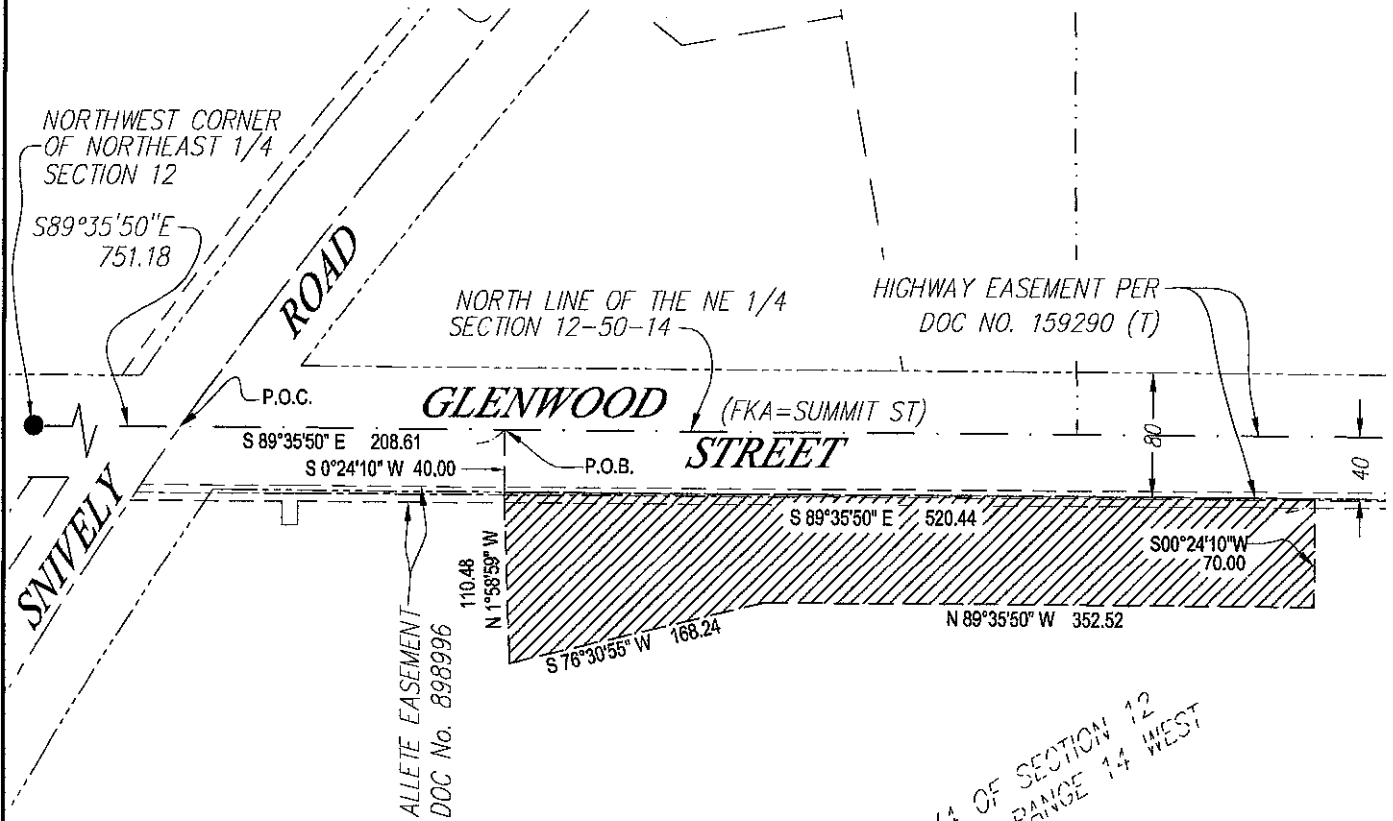 NORTHWEST CORNER
OF NORTHEAST 1/4
SECTION 12
S89°35'50"E
751.18
SNIVELY
ROAD
P.O.C.
NORTH LINE OF THE NE 1/4
SECTION 12-50-14
HIGHWAY EASEMENT PER
DOC NO. 159290 (T)
GLENWOOD
(FKA=SUMMIT ST)
STREET
S 89°35'50" E 208.61
S 0°24'10" W 40.00
P.O.B.
80
40
S 89°35'50" E 520.44
S00°24'10"W
70.00
110.48
N 1°58'59" W
S 76°30'55" W 168.24
N 89°35'50" W 352.52
ALLETE EASEMENT
DOC No. 898996
OF SECTION 12
RANGE 14 WEST